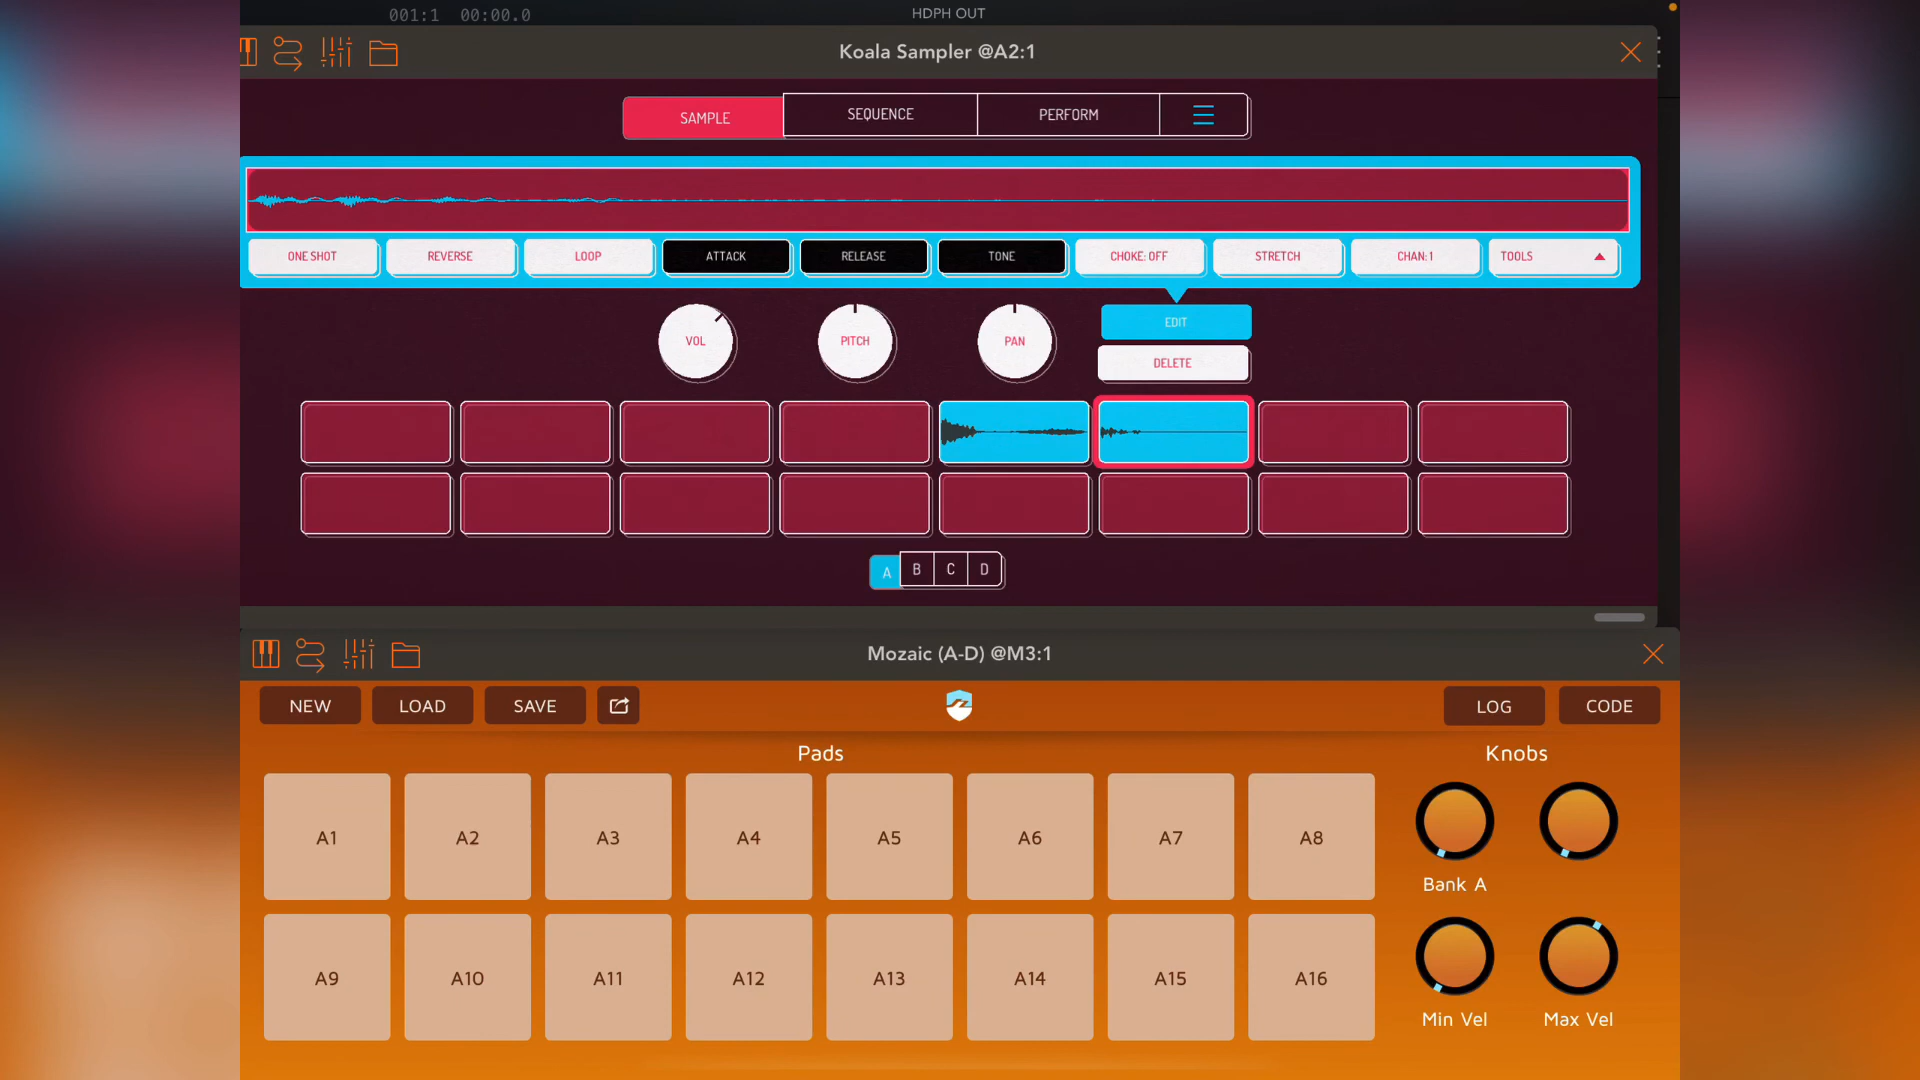 001:1 00:00.0 HDPH OUT
Koala Sampler @A2:1
SAMPLE SEQUENCE PERFORM
ONE SHOT REVERSE LOOP ATTACK RELEASE TONE CHOKE: OFF STRETCH CHAN: 1 TOOLS
VOL PITCH PAN EDIT
DELETE
A B C D
Mozaic (A-D) @M3:1
NEW LOAD SAVE LOG CODE
Pads Knobs
A1 A2 A3 A4 A5 A6 A7 A8
Bank A
A9 A10 A11 A12 A13 A14 A15 A16
Min Vel Max Vel